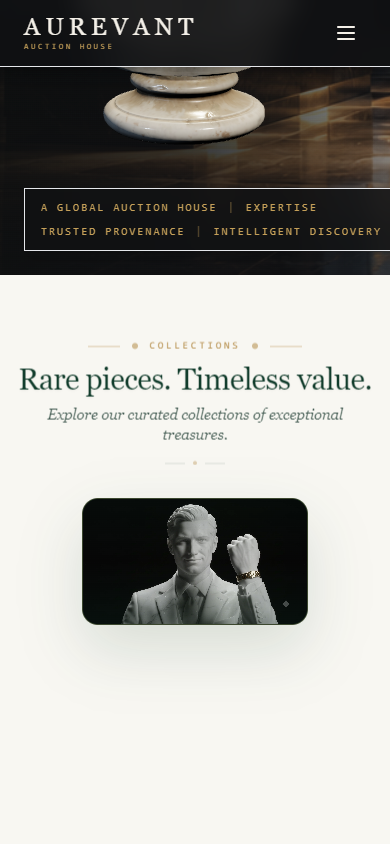 AUREVANT
AUCTION HOUSE
A GLOBAL AUCTION HOUSE | EXPERTISE
TRUSTED PROVENANCE | INTELLIGENT DISCOVERY
COLLECTIONS
Rare pieces. Timeless value.
Explore our curated collections of exceptional
treasures.